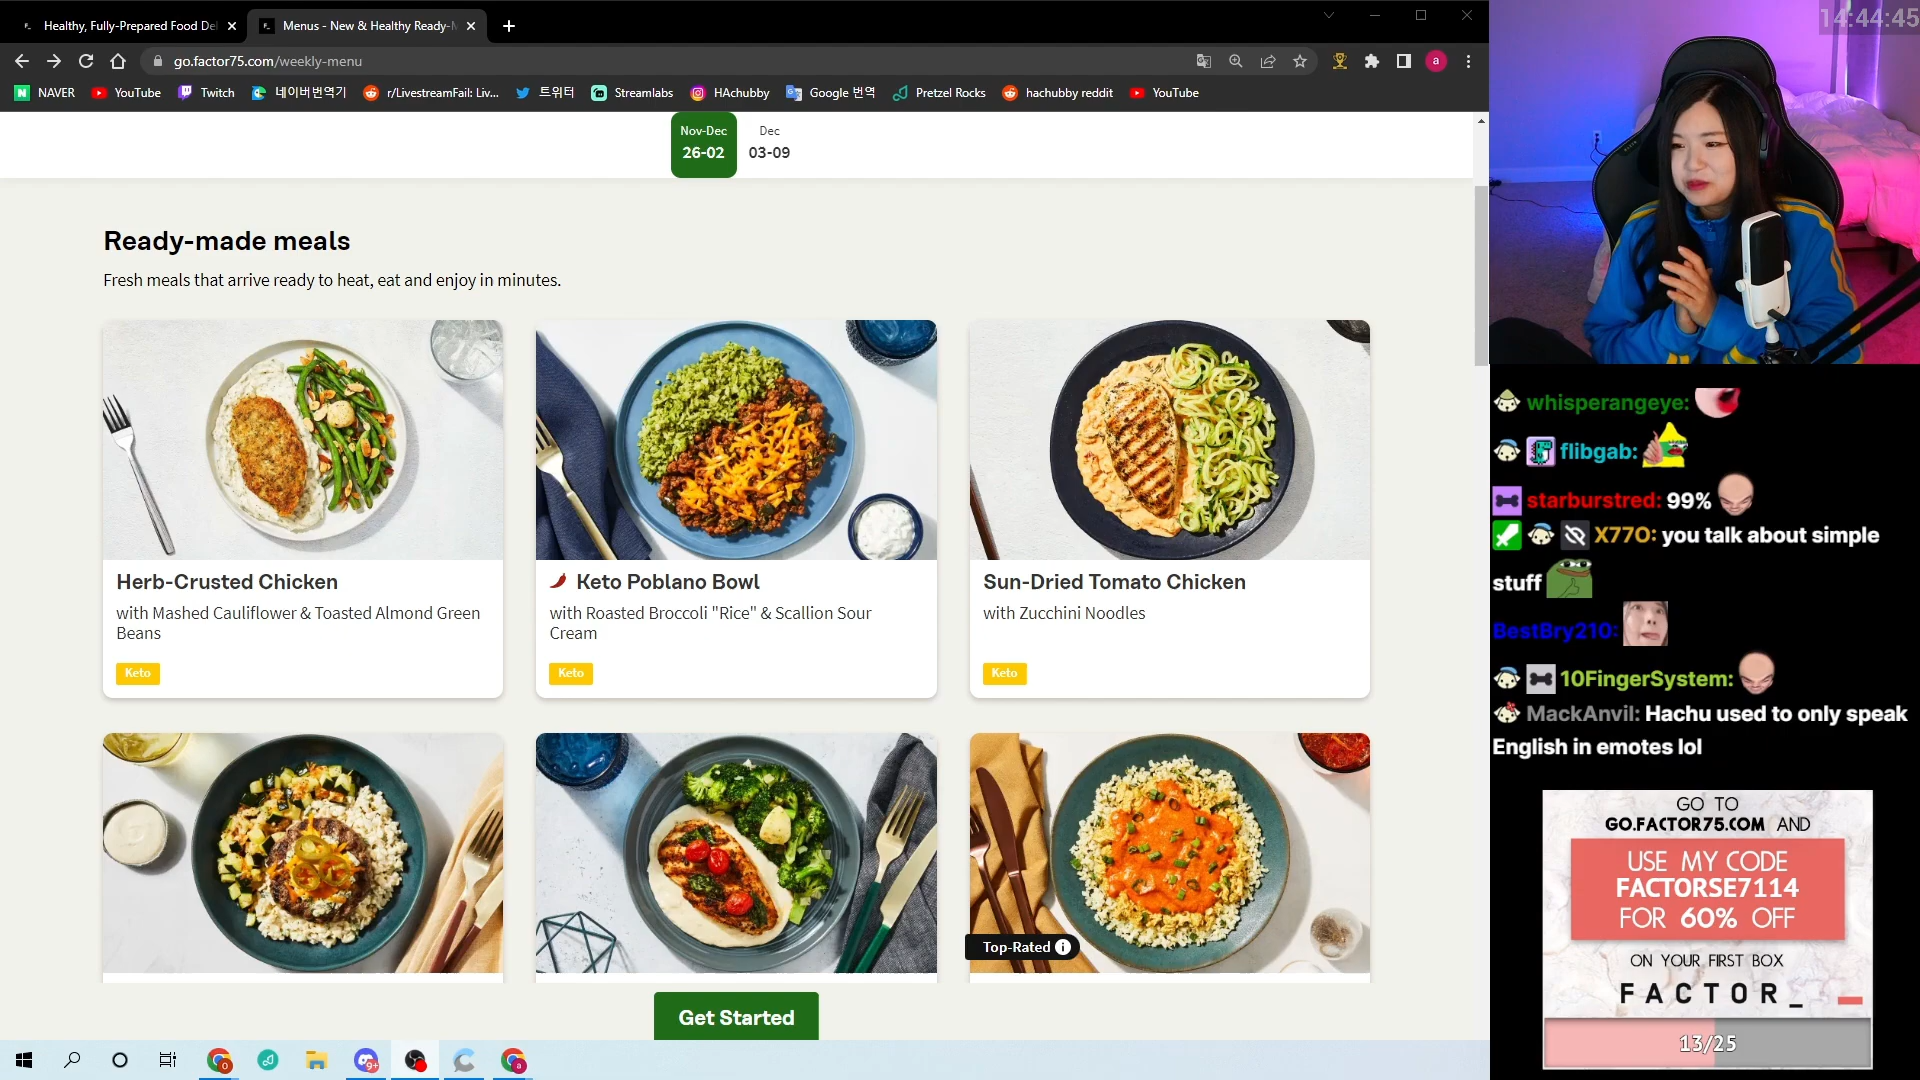 Healthy, Fully-Prepared Food De
Menus - New & Healthy Ready-M
14:44:45
go.factor75.com/weekly-menu
a
NAVER
YouTube
Twitch
네이버번역기
r/LivestreamFail: Liv...
트위터
Streamlabs
HAchubby
Google 번역
Pretzel Rocks
hachubby reddit
YouTube
Nov-Dec
26-02
Dec
03-09
Ready-made meals
Fresh meals that arrive ready to heat, eat and enjoy in minutes.
Herb-Crusted Chicken
with Mashed Cauliflower & Toasted Almond Green
Beans
Keto
Keto Poblano Bowl
with Roasted Broccoli "Rice" & Scallion Sour
Cream
Keto
Sun-Dried Tomato Chicken
with Zucchini Noodles
Keto
Top-Rated
Get Started
whisperangeye:
flibgab:
starburstred: 99%
X77O: you talk about simple
stuff
BestBry210:
10FingerSystem:
MackAnvil: Hachu used to only speak
English in emotes lol
GO TO
GO.FACTOR75.COM AND
USE MY CODE
FACTORSE7114
FOR 60% OFF
ON YOUR FIRST BOX
FACTOR_
13/25
9+